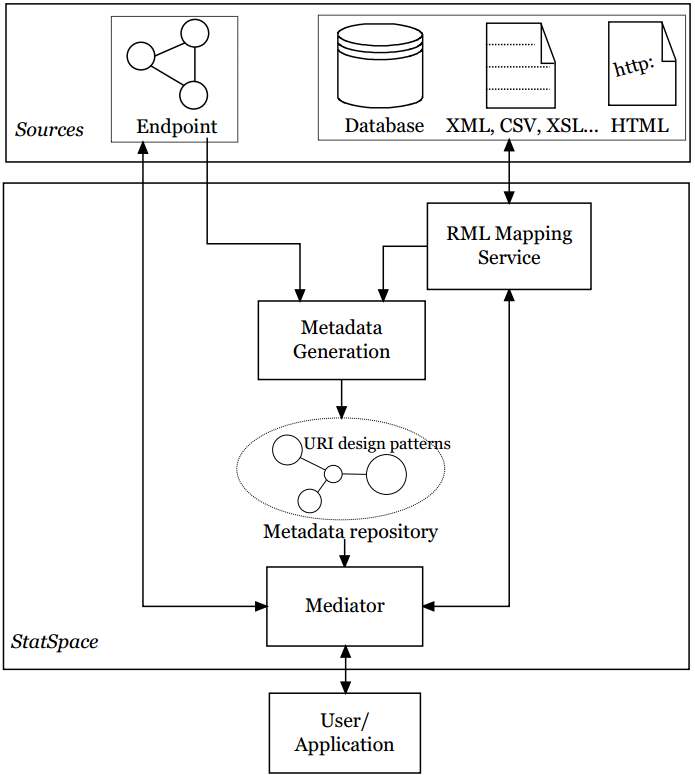 http:
Sources
Endpoint
Database
XML, CSV, XSL...
HTML
RML Mapping
Service
Metadata
Generation
URI design patterns
Metadata repository
Mediator
StatSpace
User/
Application